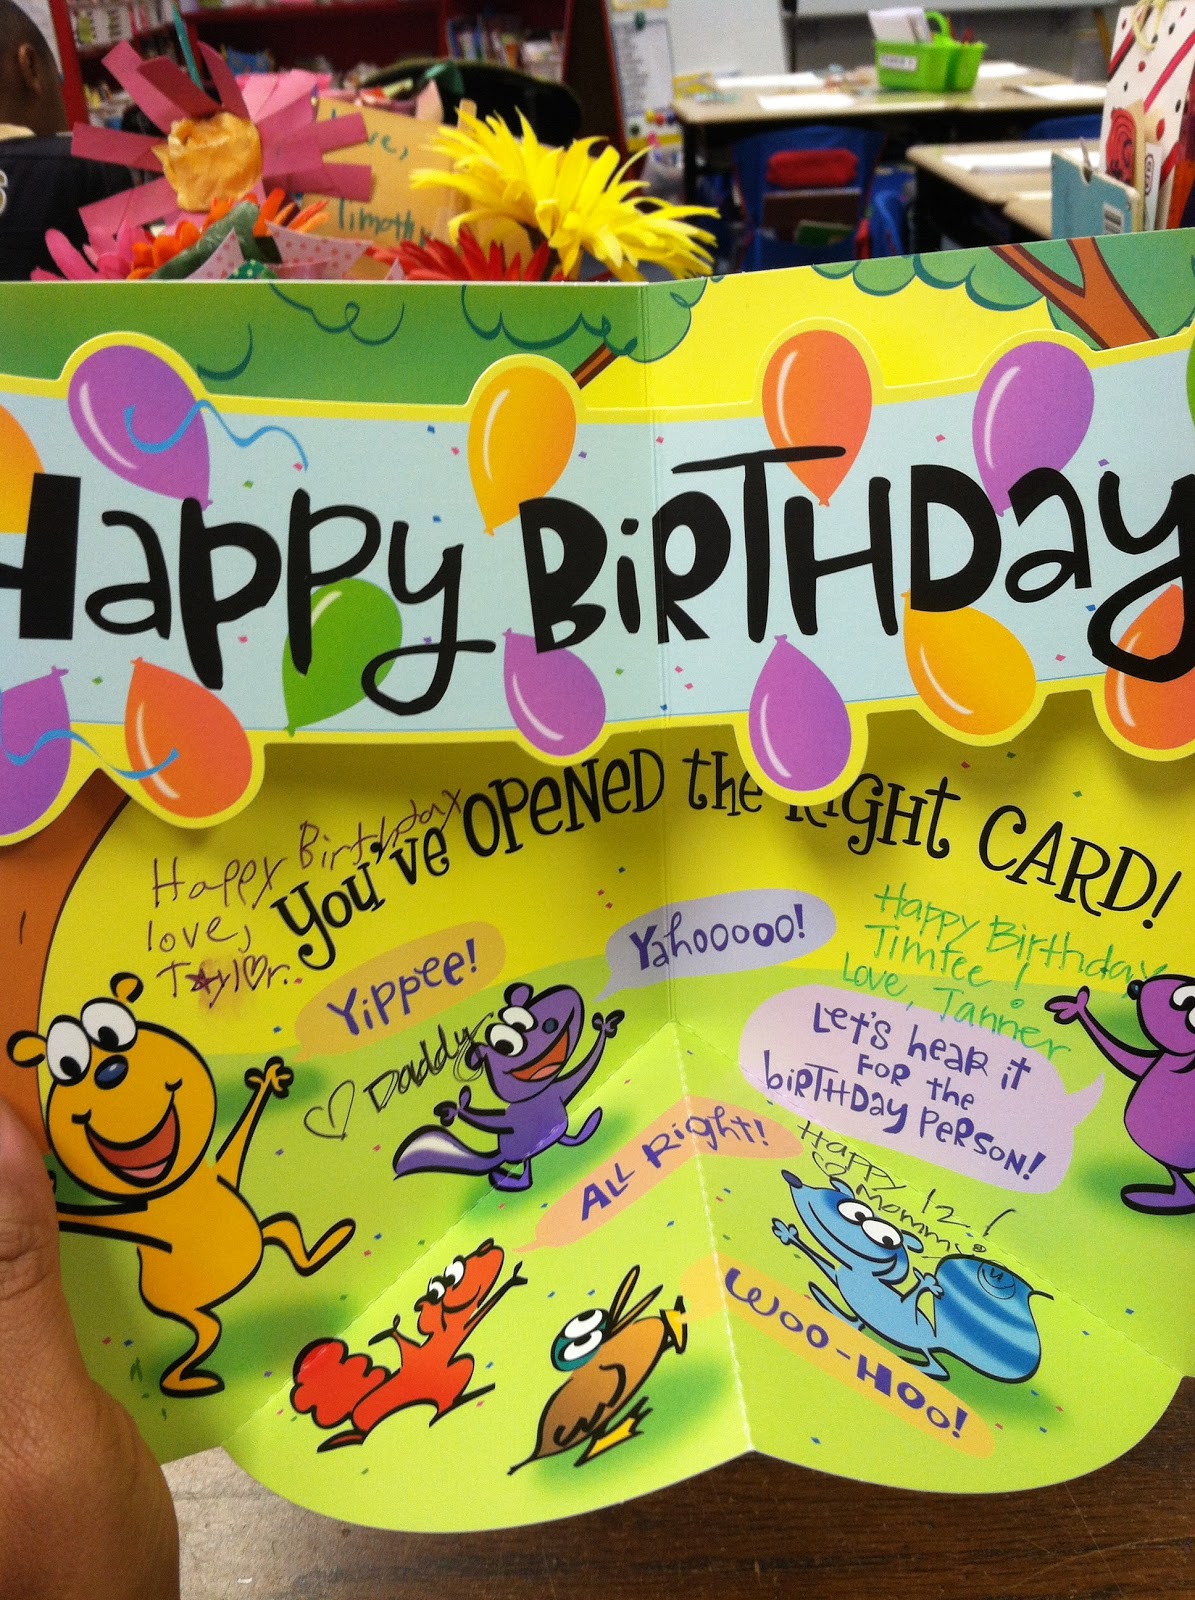 Love,
Timothy
Happy Birthday
You've Opened the Right Card!
Happy Birthday
love,
Taylor.
Yippee!
Yahooooo!
Happy Birthday
Timfee!
Love, Tanner
♡ Daddy
Let's hear it
for the
birthday person!
All Right!
Happy 12!
♡ Mommy
Woo-Hoo!